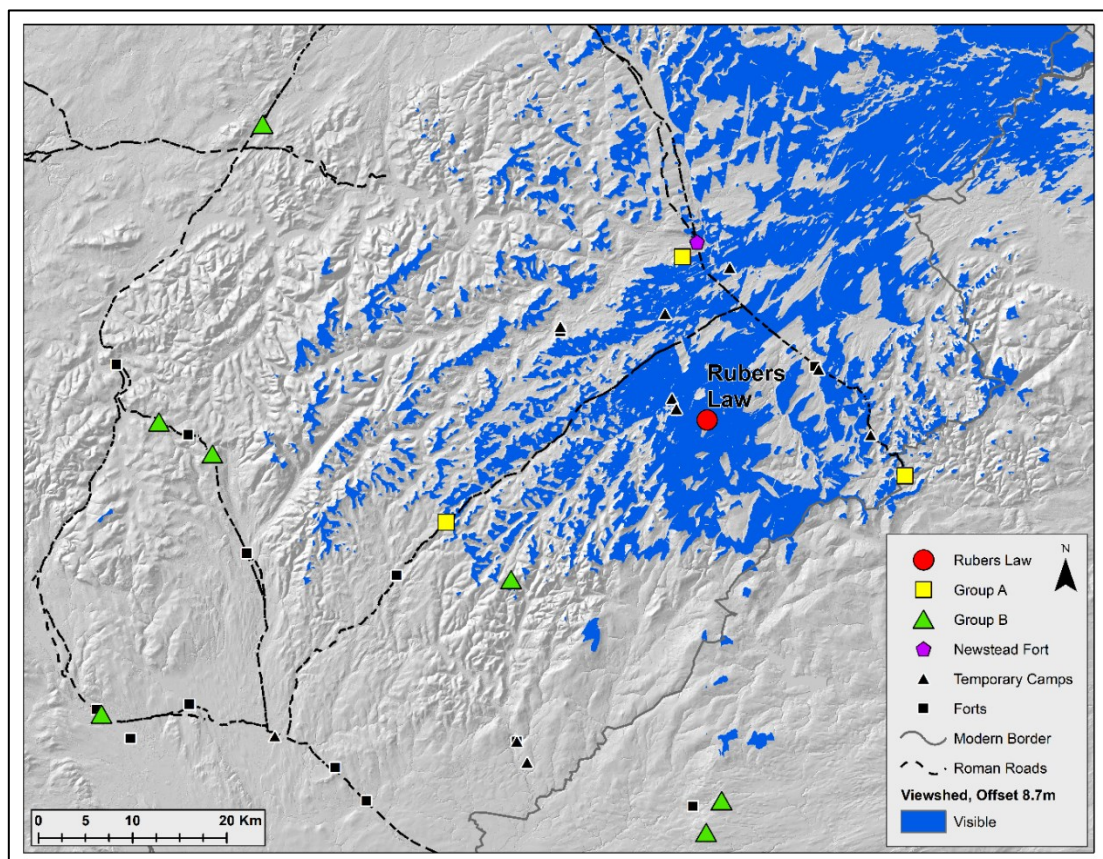 Rubers
Law
N
Rubers Law
Group A
Group B
Newstead Fort
Temporary Camps
Forts
Modern Border
Roman Roads
Viewshed, Offset 8.7m
Visible
0 5 10 20 Km